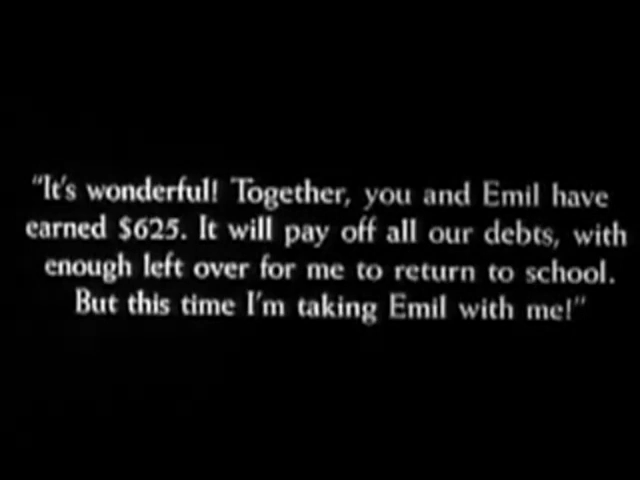 "It's wonderful! Together, you and Emil have
earned $625. It will pay off all our debts, with
enough left over for me to return to school.
But this time I'm taking Emil with me!"